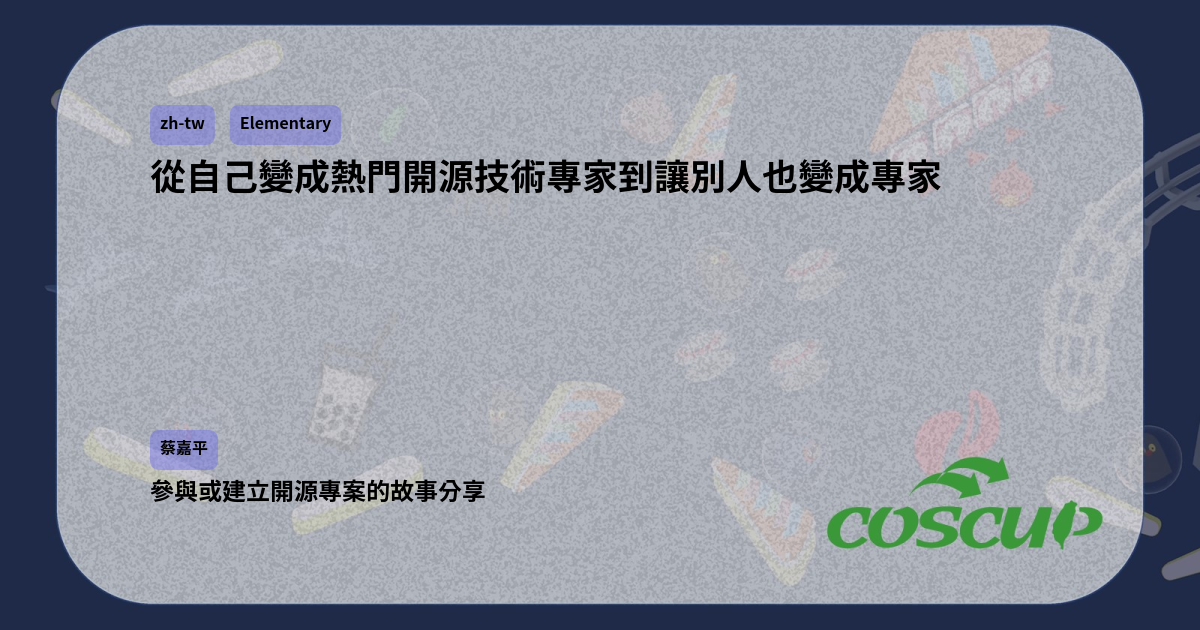 zh-tw Elementary
從自己變成熱門開源技術專家到讓別人也變成專家
蔡嘉平
參與或建立開源專案的故事分享
COSCUP